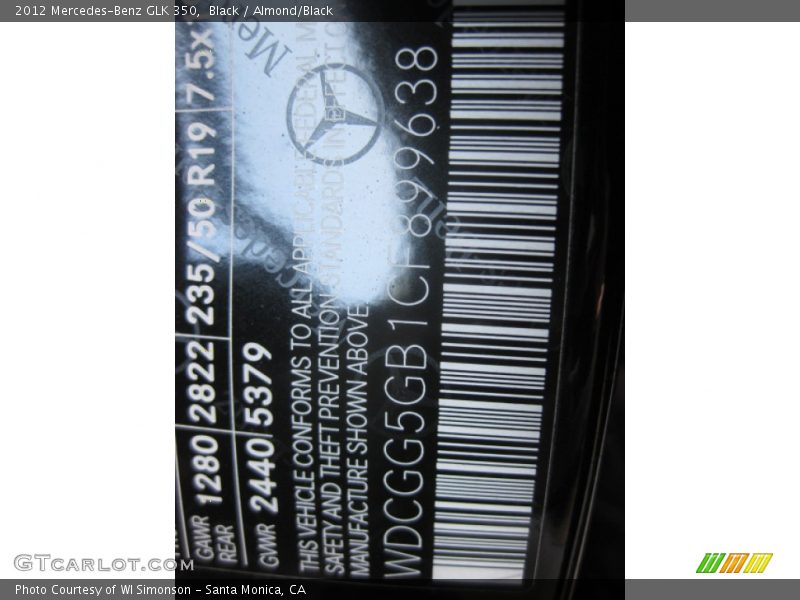 2012 Mercedes-Benz GLK 350, Black / Almond/Black
GAWR REAR 1280 2822 235/50 R19 7.5x
GVWR 2440 5379
THIS VEHICLE CONFORMS TO ALL APPLICABLE FEDERAL
SAFETY AND THEFT PREVENTION STANDARDS IN EFFECT
MANUFACTURE SHOWN ABOVE
WDCGG5GB1CF899638
GTCarLot.com
Photo Courtesy of WI Simonson - Santa Monica, CA